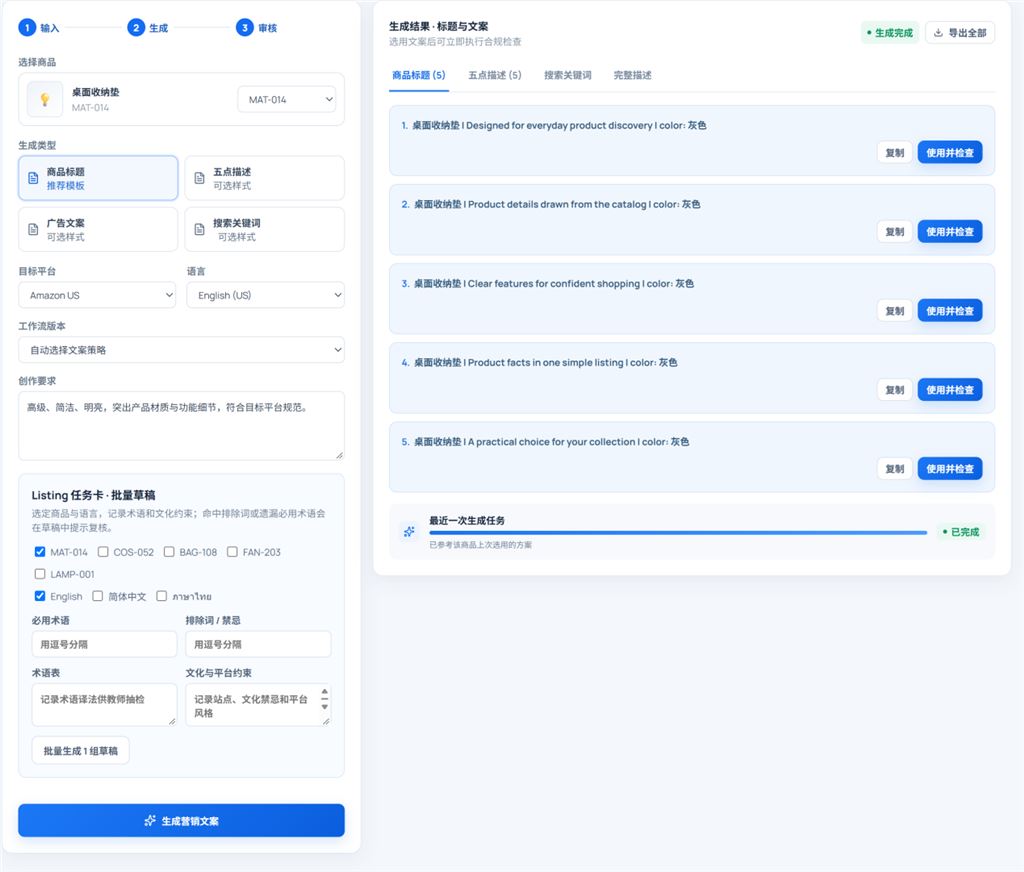 1 输入
2 生成
3 审核
选择商品
桌面收纳垫
MAT-014
MAT-014
生成类型
商品标题
推荐模板
五点描述
可选样式
广告文案
可选样式
搜索关键词
可选样式
目标平台
语言
Amazon US
English (US)
工作流版本
自动选择文案策略
创作要求
高级、简洁、明亮，突出产品材质与功能细节，符合目标平台规范。
Listing 任务卡 · 批量草稿
选定商品与语言，记录术语和文化约束；命中排除词或遗漏必用术语会
在草稿中提示复核。
MAT-014 COS-052 BAG-108 FAN-203
LAMP-001
English 简体中文 ภาษาไทย
必用术语
排除词 / 禁忌
用逗号分隔
用逗号分隔
术语表
文化与平台约束
记录术语译法供教师抽检
记录站点、文化禁忌和平台
风格
批量生成 1 组草稿
生成营销文案
生成结果 · 标题与文案
选用文案后可立即执行合规检查
生成完成
导出全部
商品标题 (5) 五点描述 (5) 搜索关键词 完整描述
1. 桌面收纳垫 | Designed for everyday product discovery | color: 灰色
复制 使用并检查
2. 桌面收纳垫 | Product details drawn from the catalog | color: 灰色
复制 使用并检查
3. 桌面收纳垫 | Clear features for confident shopping | color: 灰色
复制 使用并检查
4. 桌面收纳垫 | Product facts in one simple listing | color: 灰色
复制 使用并检查
5. 桌面收纳垫 | A practical choice for your collection | color: 灰色
复制 使用并检查
最近一次生成任务
已完成
已参考该商品上次选用的方案